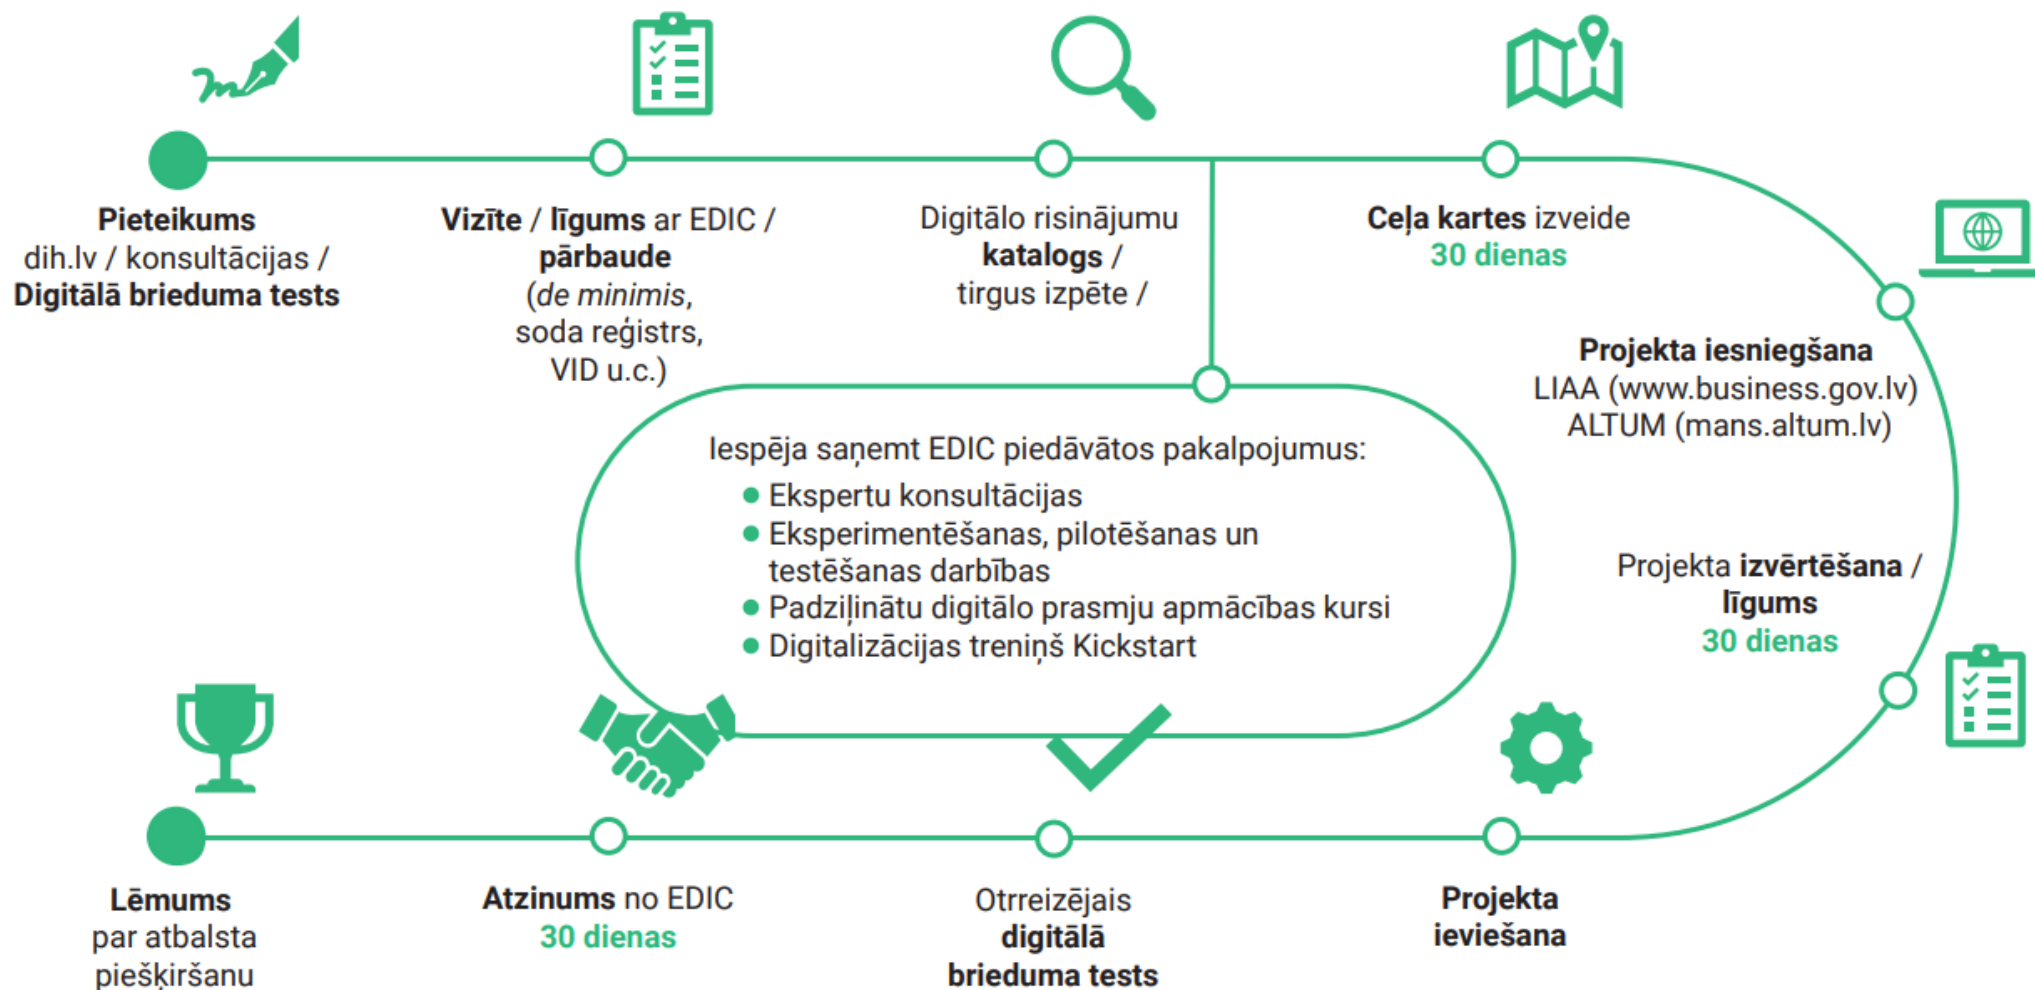 Pieteikums
dih.lv / konsultācijas /
Digitālā brieduma tests
Vizīte / līgums ar EDIC /
pārbaude
(de minimis,
soda reģistrs,
VID u.c.)
Digitālo risinājumu
katalogs /
tirgus izpēte /
Ceļa kartes izveide
30 dienas
Projekta iesniegšana
LIAA (www.business.gov.lv)
ALTUM (mans.altum.lv)
Iespēja saņemt EDIC piedāvātos pakalpojumus:
Ekspertu konsultācijas
Eksperimentēšanas, pilotēšanas un
testēšanas darbības
Padziļinātu digitālo prasmju apmācības kursi
Digitalizācijas treniņš Kickstart
Projekta izvērtēšana /
līgums
30 dienas
Projekta
ieviešana
Otrreizējais
digitālā
brieduma tests
Atzinums no EDIC
30 dienas
Lēmums
par atbalsta
piešķiršanu